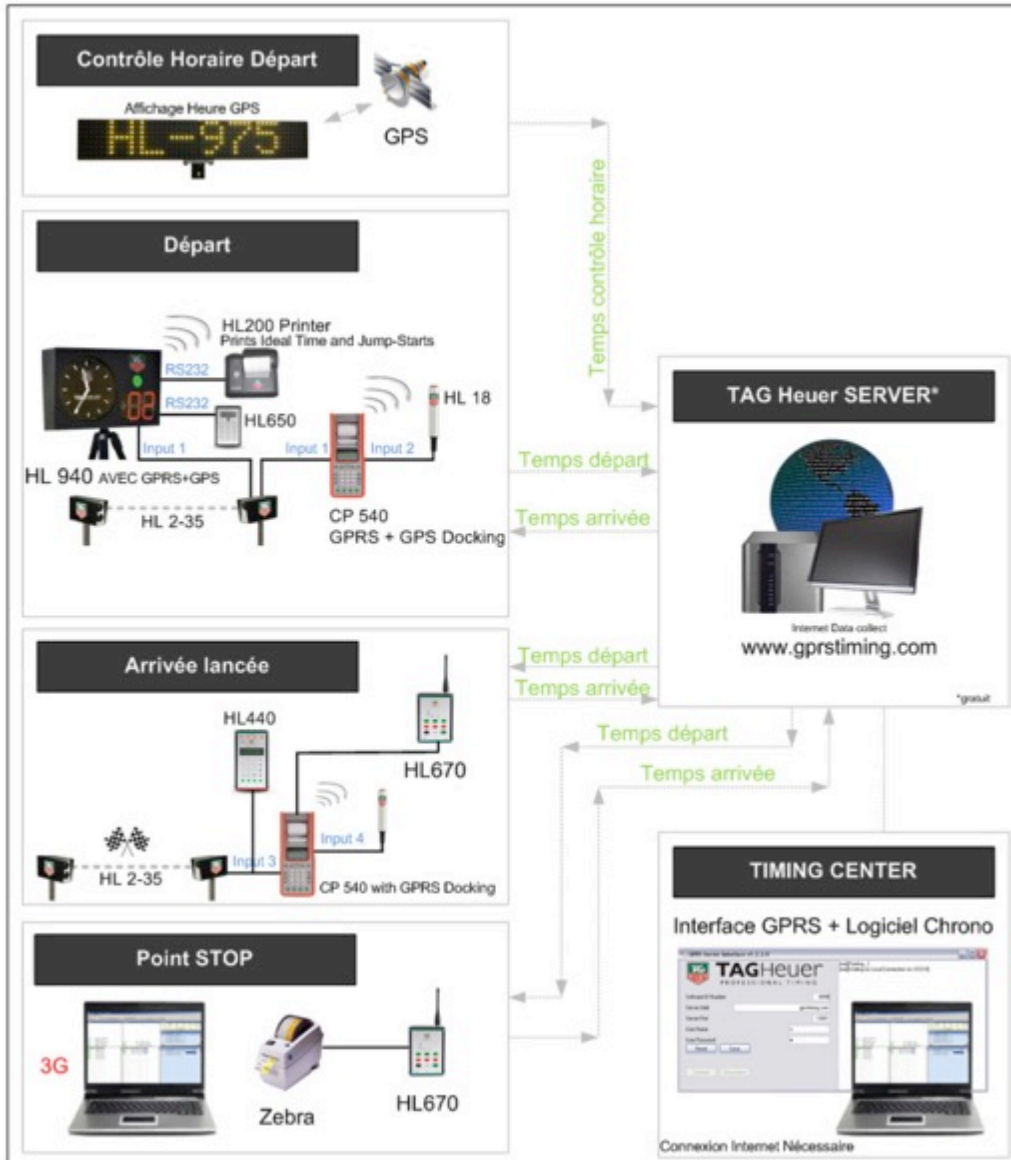 Contrôle Horaire Départ
Affichage Heure GPS
HL-975
GPS
Temps contrôle horaire
Départ
HL200 Printer
Prints Ideal Time and Jump-Starts
RS232
RS232
02
HL650
HL 18
Input 1
Input 1
Input 2
HL 940 AVEC GPRS+GPS
HL 2-35
CP 540
GPRS + GPS Docking
Temps départ
Temps arrivée
TAG Heuer SERVER*
Internet Data collect
www.gprstiming.com
*gratuit
Arrivée lancée
HL440
HL670
Input 4
Input 3
HL 2-35
CP 540 with GPRS Docking
Temps départ
Temps arrivée
Temps départ
Temps arrivée
Point STOP
3G
Zebra
HL670
TIMING CENTER
Interface GPRS + Logiciel Chrono
TAGHeuer
PROFESSIONAL TIMING
Connexion Internet Nécessaire